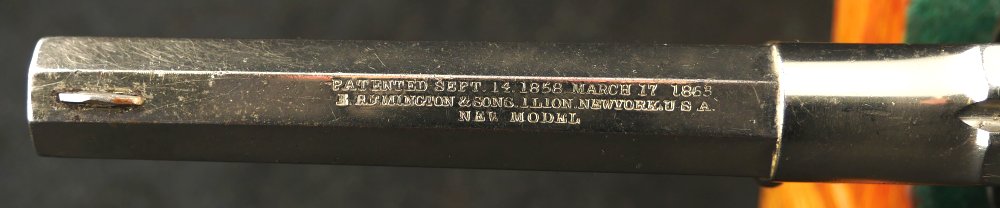 PATENTED SEPT. 14. 1858 MARCH 17 1863
E. REMINGTON & SONS. ILION. NEW YORK. U S A.
NEW MODEL